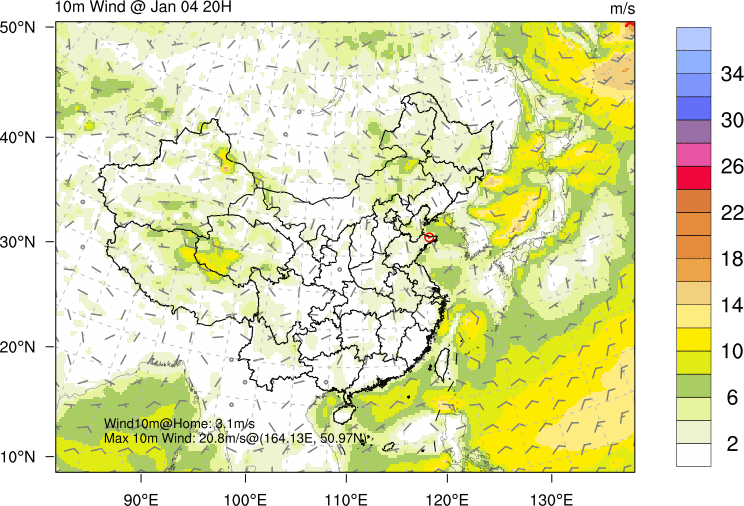 10m Wind @ Jan 04 20H
m/s
50°N
40°N
30°N
20°N
10°N
90°E
100°E
110°E
120°E
130°E
Wind10m@Home: 3.1m/s
Max 10m Wind: 20.8m/s@(164.13E, 50.97N)
34
30
26
22
18
14
10
6
2